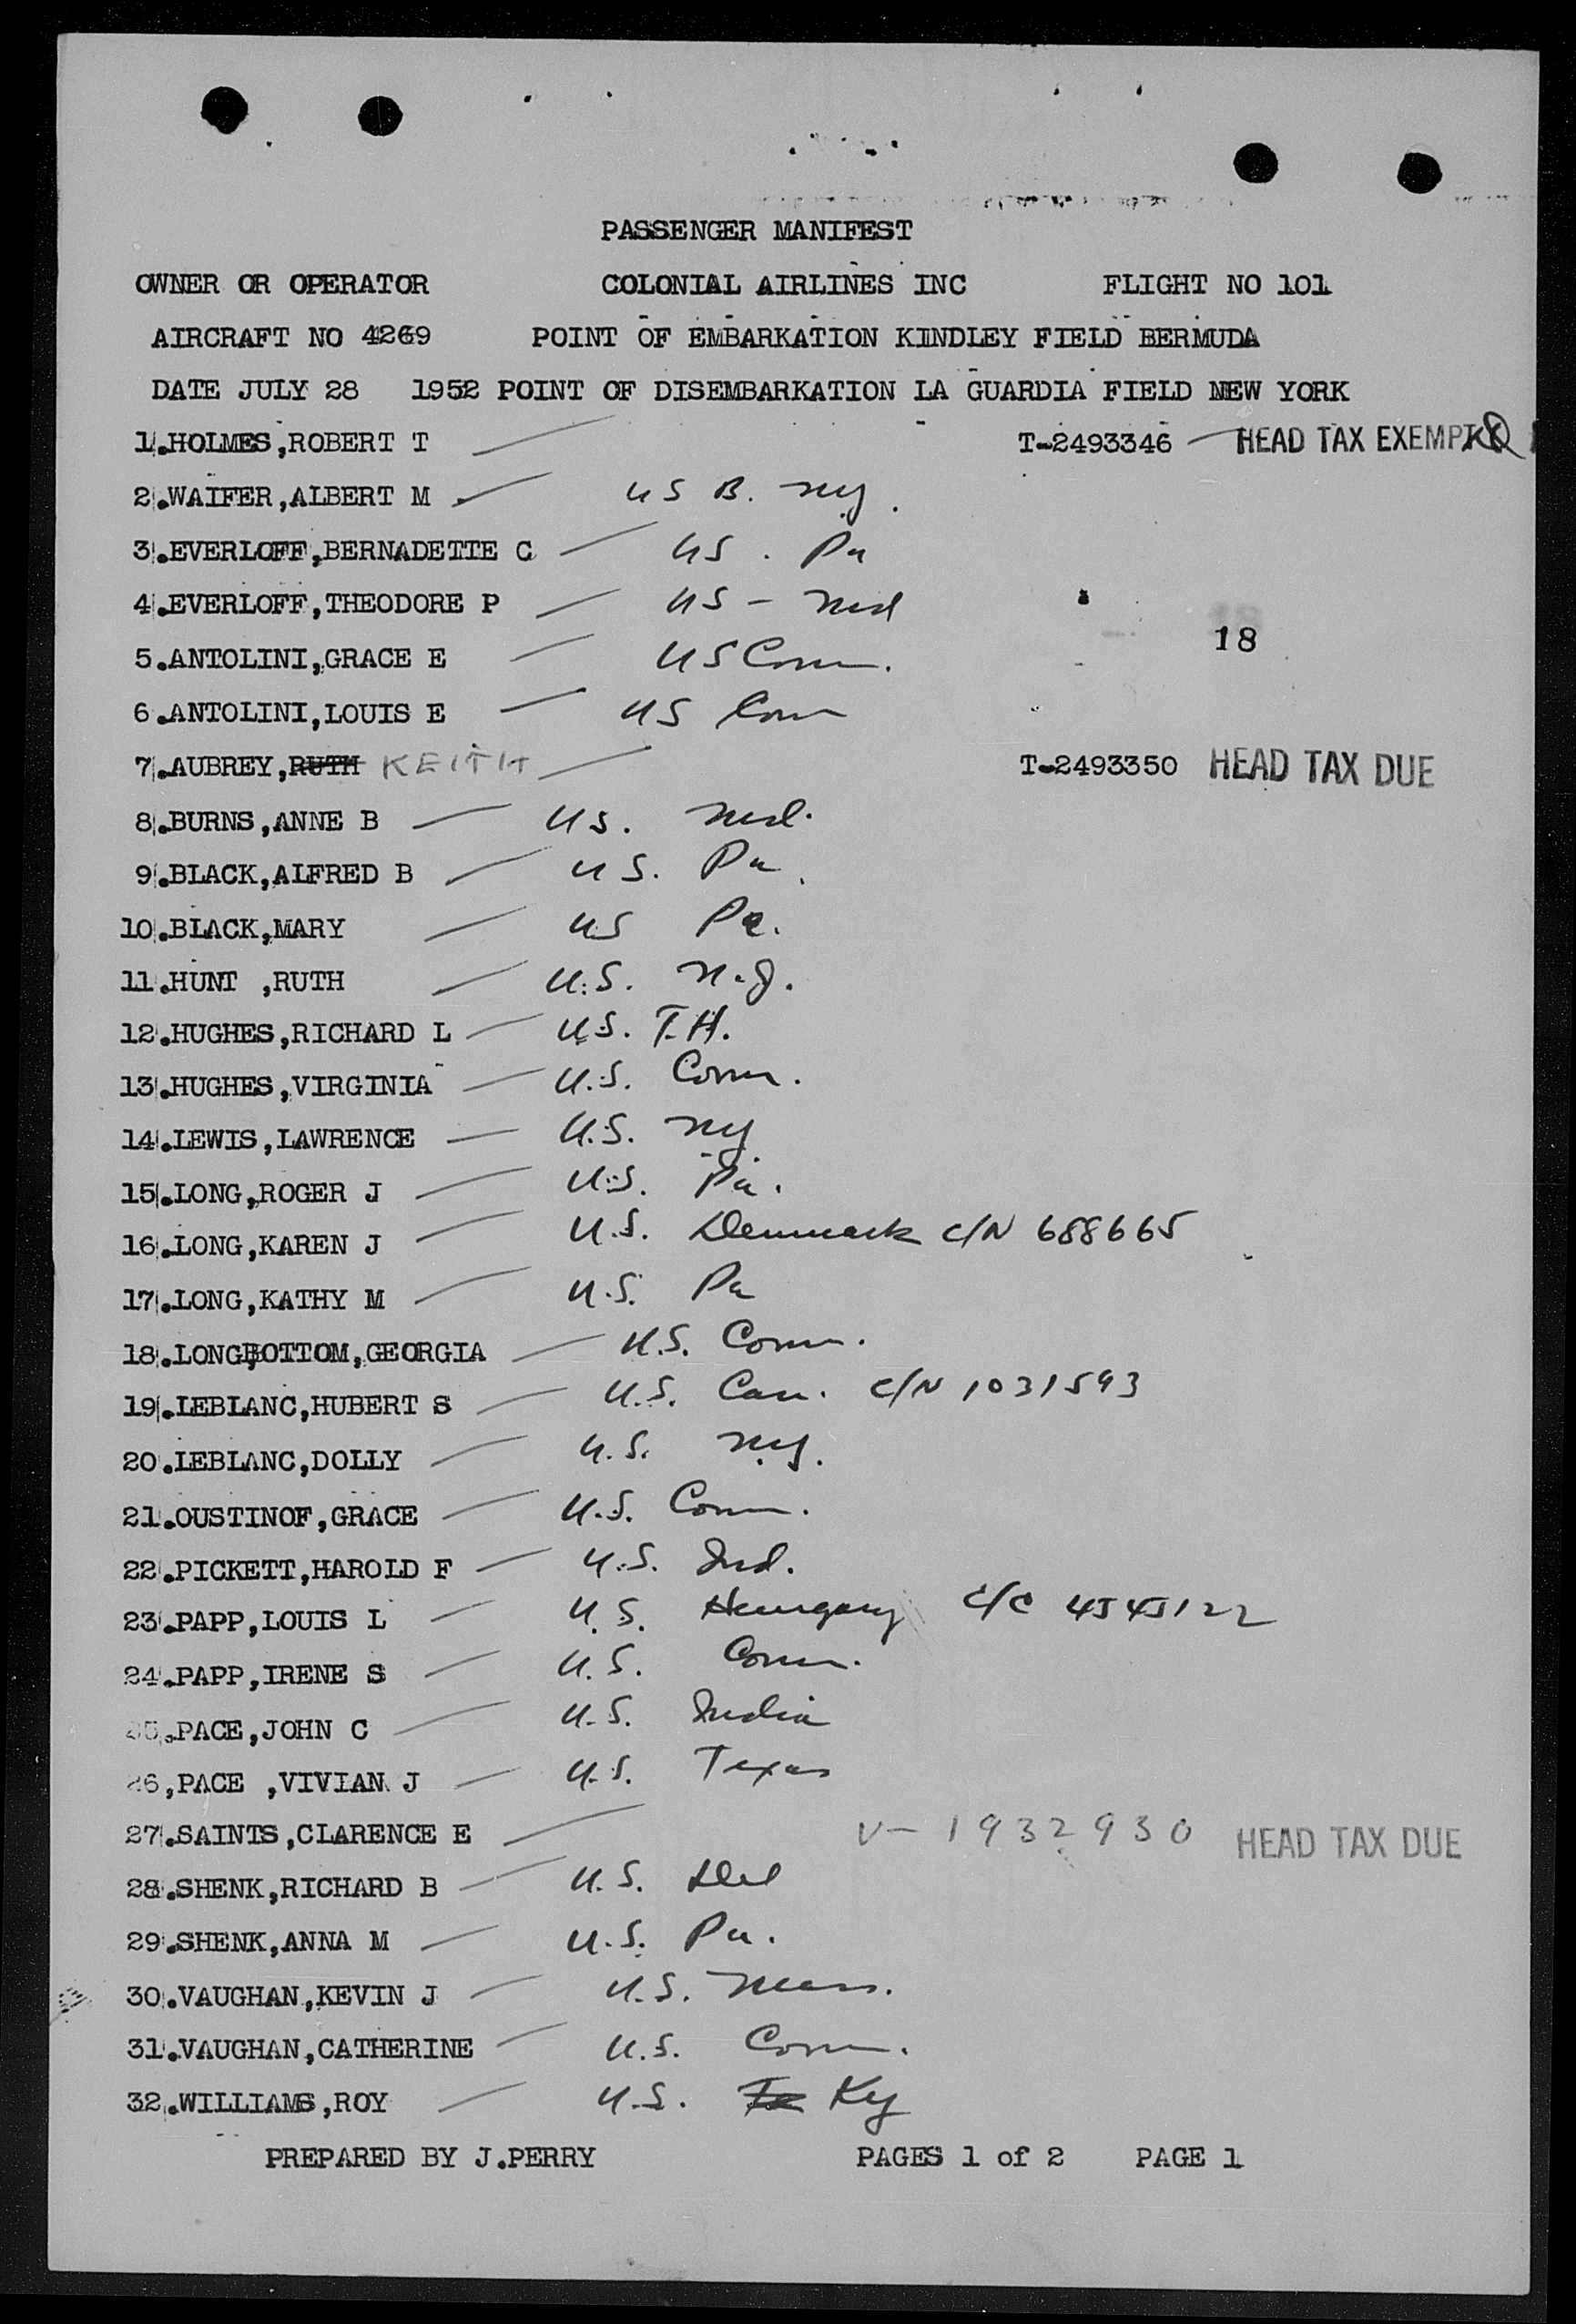 PASSENGER MANIFEST
OWNER OR OPERATOR COLONIAL AIRLINES INC FLIGHT NO 101
AIRCRAFT NO 4269 POINT OF EMBARKATION KINDLEY FIELD BERMUDA
DATE JULY 28 1952 POINT OF DISEMBARKATION LA GUARDIA FIELD NEW YORK
1.HOLMES,ROBERT T T-2493346 HEAD TAX EXEMPT
2.WAIFER,ALBERT M US B. NY.
3.EVERLOFF,BERNADETTE C US. Pa
4.EVERLOFF,THEODORE P US - Md
18
5.ANTOLINI,GRACE E US Conn.
6.ANTOLINI,LOUIS E US Conn
7.AUBREY,RUTH KEITH T-2493350 HEAD TAX DUE
8.BURNS,ANNE B US. Md.
9.BLACK,ALFRED B US. Pa.
10.BLACK,MARY US Pa.
11.HUNT ,RUTH U.S. N.J.
12.HUGHES,RICHARD L U.S. T.H.
13.HUGHES,VIRGINIA U.S. Conn.
14.LEWIS,LAWRENCE U.S. NY
15.LONG,ROGER J U.S. Pa.
16.LONG,KAREN J U.S. Denmark C/N 688665
17.LONG,KATHY M U.S. Pa
18.LONGBOTTOM,GEORGIA U.S. Conn.
19.LEBLANC,HUBERT S U.S. Can. C/N 1031593
20.LEBLANC,DOLLY U.S. NY.
21.OUSTINOF,GRACE U.S. Conn.
22.PICKETT,HAROLD F U.S. Ind.
23.PAPP,LOUIS L U.S. Hungary C/C 4545122
24.PAPP,IRENE S U.S. Conn.
25.PACE,JOHN C U.S. India
26,PACE ,VIVIAN J U.S. Texas
27.SAINTS,CLARENCE E V-1932930 HEAD TAX DUE
28.SHENK,RICHARD B U.S. Del
29.SHENK,ANNA M U.S. Pa.
30.VAUGHAN,KEVIN J U.S. Mass.
31.VAUGHAN,CATHERINE U.S. Conn.
32.WILLIAMS,ROY U.S. Ky
PREPARED BY J.PERRY PAGES 1 of 2 PAGE 1